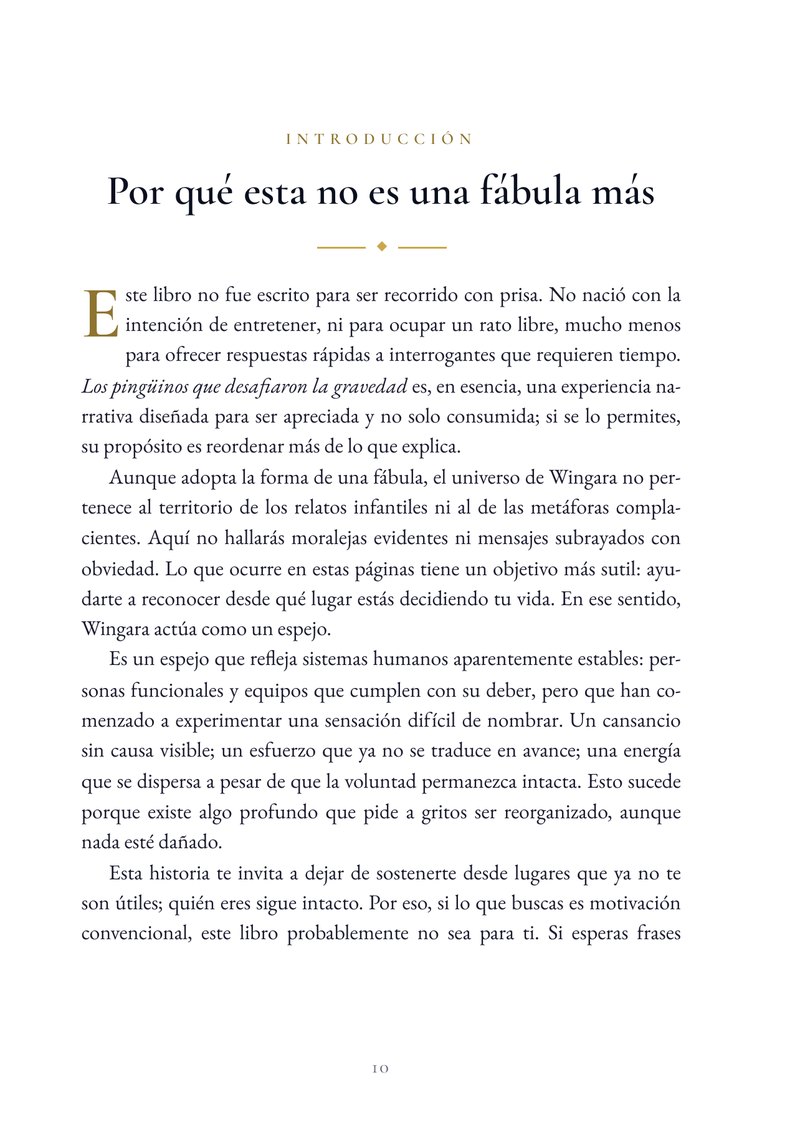 INTRODUCCIÓN
Por qué esta no es una fábula más
Este libro no fue escrito para ser recorrido con prisa. No nació con la
intención de entretener, ni para ocupar un rato libre, mucho menos
para ofrecer respuestas rápidas a interrogantes que requieren tiempo.
Los pingüinos que desafiaron la gravedad es, en esencia, una experiencia na-
rrativa diseñada para ser apreciada y no solo consumida; si se lo permites,
su propósito es reordenar más de lo que explica.
Aunque adopta la forma de una fábula, el universo de Wingara no per-
tenece al territorio de los relatos infantiles ni al de las metáforas compla-
cientes. Aquí no hallarás moralejas evidentes ni mensajes subrayados con
obviedad. Lo que ocurre en estas páginas tiene un objetivo más sutil: ayu-
darte a reconocer desde qué lugar estás decidiendo tu vida. En ese sentido,
Wingara actúa como un espejo.
Es un espejo que refleja sistemas humanos aparentemente estables: per-
sonas funcionales y equipos que cumplen con su deber, pero que han co-
menzado a experimentar una sensación difícil de nombrar. Un cansancio
sin causa visible; un esfuerzo que ya no se traduce en avance; una energía
que se dispersa a pesar de que la voluntad permanezca intacta. Esto sucede
porque existe algo profundo que pide a gritos ser reorganizado, aunque
nada esté dañado.
Esta historia te invita a dejar de sostenerte desde lugares que ya no te
son útiles; quién eres sigue intacto. Por eso, si lo que buscas es motivación
convencional, este libro probablemente no sea para ti. Si esperas frases
10